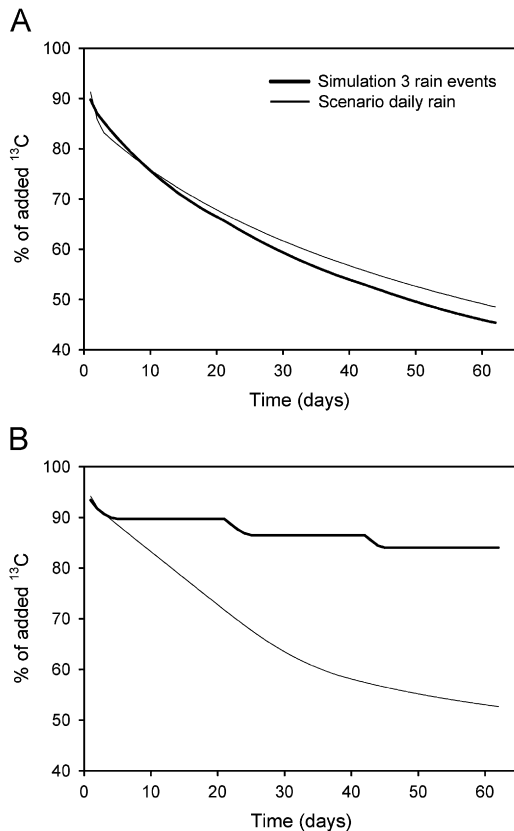 A
100
90
80
70
60
50
40
% of added ¹³C
Simulation 3 rain events
Scenario daily rain
0 10 20 30 40 50 60
Time (days)
B
100
90
80
70
60
50
40
% of added ¹³C
0 10 20 30 40 50 60
Time (days)